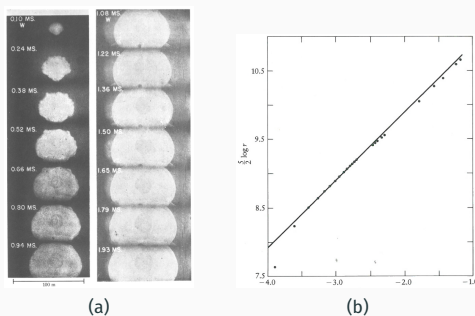 0.10 MS.
W
0.24 MS.
0.38 MS.
0.52 MS.
0.66 MS.
0.80 MS.
0.94 MS.
100 m
1.08 MS.
W
1.22 MS.
1.36 MS.
1.50 MS.
1.65 MS.
1.79 MS.
1.93 MS.
(a)
10.5
9.5
8.5
7.5
5/2 log r
−4.0
−3.0
−2.0
−1.0
(b)